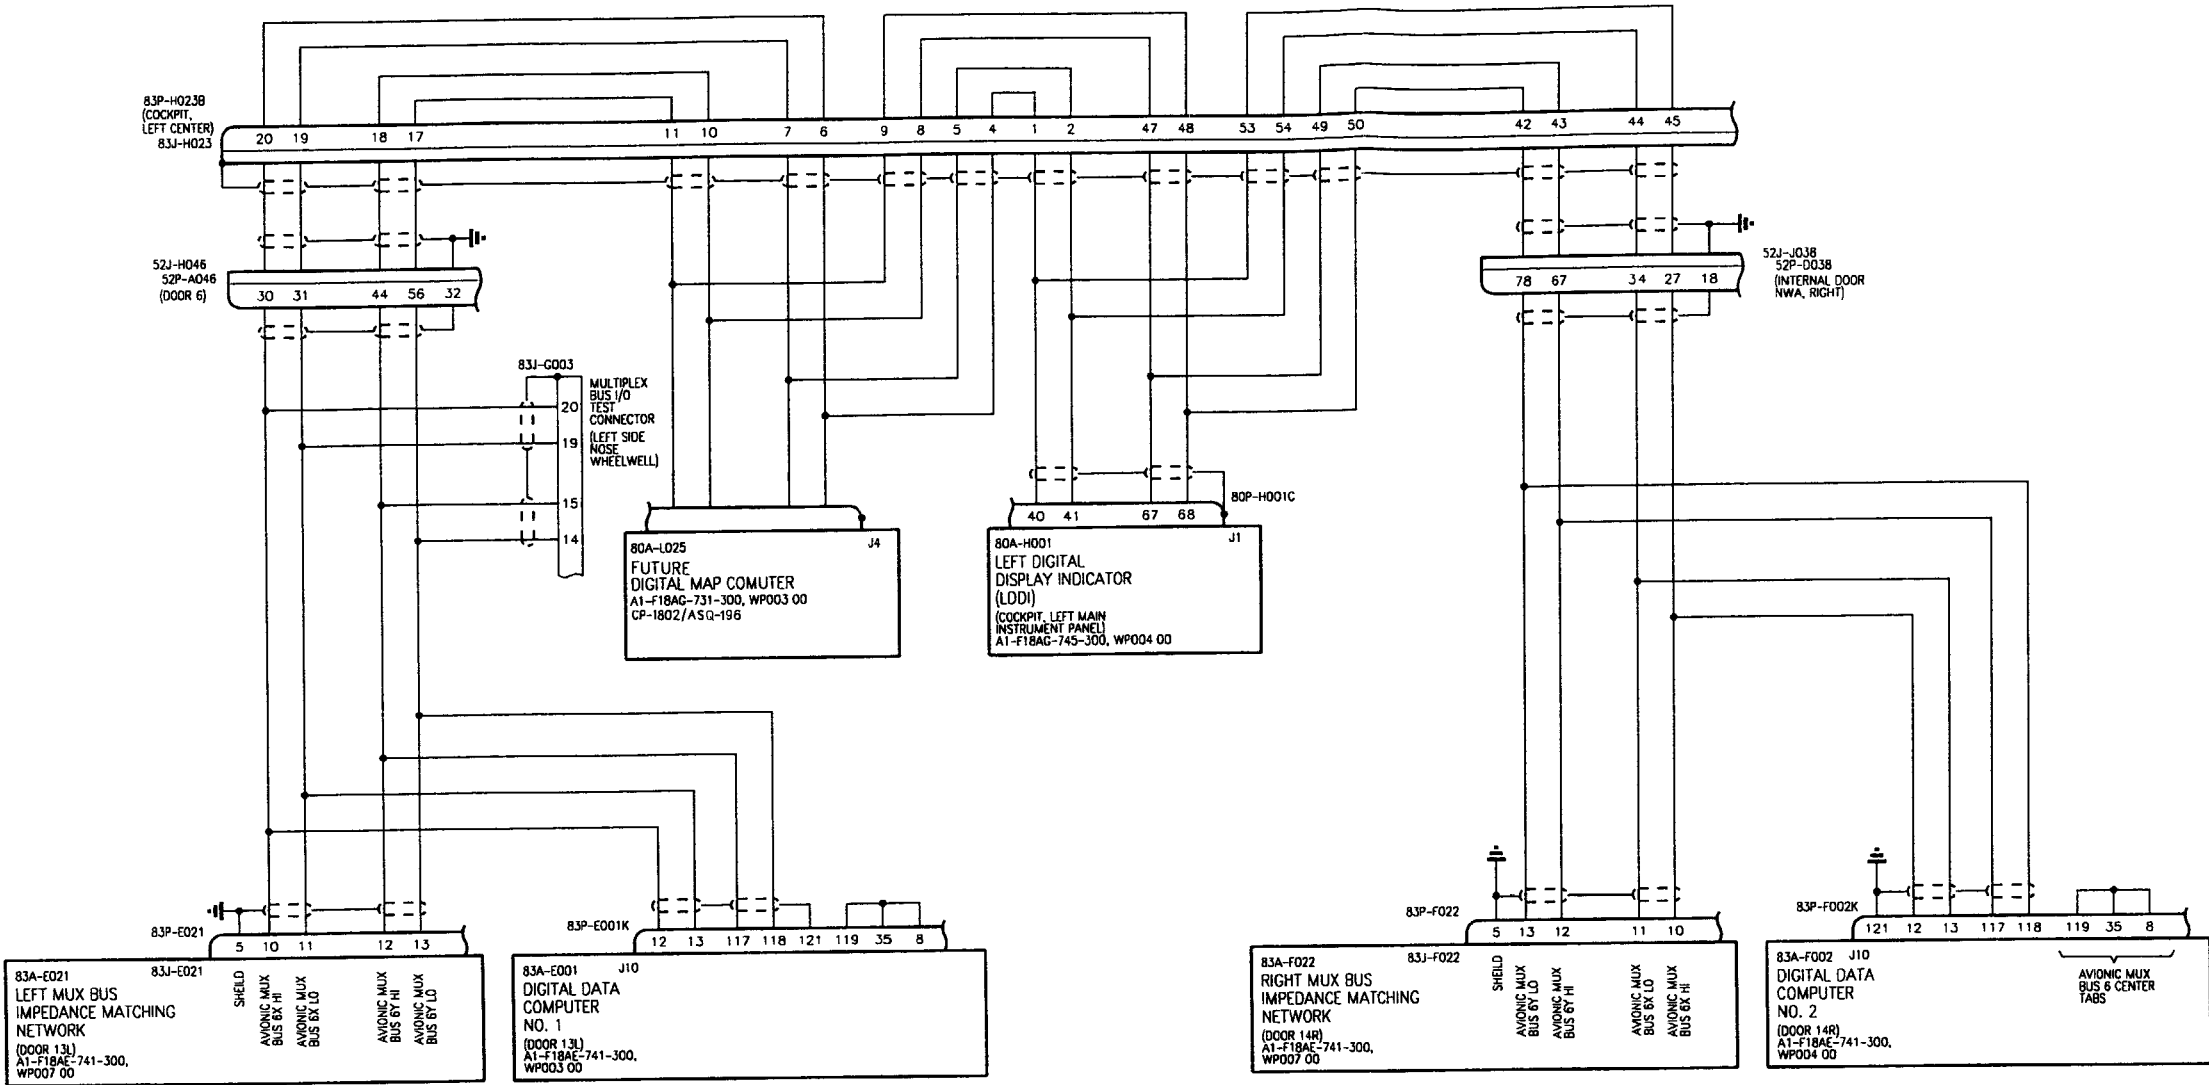 83P-H023B
(COCKPIT,
LEFT CENTER)
83J-H023
20 19 18 17 11 10 7 6 9 8 5 4 1 2 47 48 53 54 49 50 42 43 44 45
52J-H046
52P-A046
(DOOR 6)
30 31 44 56 32
52J-J038
52P-D038
(INTERNAL DOOR
NWA, RIGHT)
78 67 34 27 18
83J-G003
20
19
15
14
MULTIPLEX
BUS I/O
TEST
CONNECTOR
(LEFT SIDE
NOSE
WHEELWELL)
80A-L025
J4
FUTURE
DIGITAL MAP COMUTER
A1-F18AG-731-300, WP003 00
CP-1802/ASQ-196
80P-H001C
40 41 67 68
80A-H001
J1
LEFT DIGITAL
DISPLAY INDICATOR
(LDDI)
(COCKPIT, LEFT MAIN
INSTRUMENT PANEL)
A1-F18AG-745-300, WP004 00
83P-E021
5 10 11 12 13
83A-E021
83J-E021
LEFT MUX BUS
IMPEDANCE MATCHING
NETWORK
(DOOR 13L)
A1-F18AE-741-300,
WP007 00
SHEILD
AVIONIC MUX
BUS 6X HI
AVIONIC MUX
BUS 6X LO
AVIONIC MUX
BUS 6Y HI
AVIONIC MUX
BUS 6Y LO
83P-E001K
12 13 117 118 121 119 35 8
83A-E001
J10
DIGITAL DATA
COMPUTER
NO. 1
(DOOR 13L)
A1-F18AE-741-300,
WP003 00
83P-F022
5 13 12 11 10
83A-F022
83J-F022
RIGHT MUX BUS
IMPEDANCE MATCHING
NETWORK
(DOOR 14R)
A1-F18AE-741-300,
WP007 00
SHEILD
AVIONIC MUX
BUS 6Y LO
AVIONIC MUX
BUS 6Y HI
AVIONIC MUX
BUS 6X LO
AVIONIC MUX
BUS 6X HI
83P-F002K
121 12 13 117 118 119 35 8
83A-F002
J10
DIGITAL DATA
COMPUTER
NO. 2
(DOOR 14R)
A1-F18AE-741-300,
WP004 00
AVIONIC MUX
BUS 6 CENTER
TABS